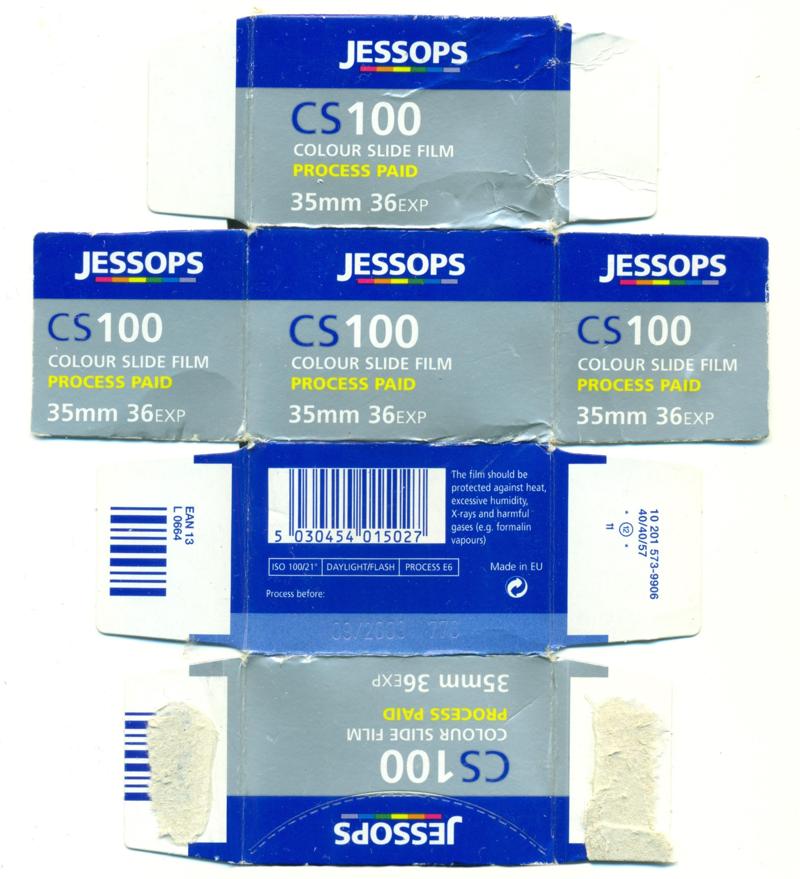 JESSOPS
CS100
COLOUR SLIDE FILM
PROCESS PAID
35mm 36EXP
JESSOPS
CS100
COLOUR SLIDE FILM
PROCESS PAID
35mm 36EXP
JESSOPS
CS100
COLOUR SLIDE FILM
PROCESS PAID
35mm 36EXP
JESSOPS
CS100
COLOUR SLIDE FILM
PROCESS PAID
35mm 36EXP
EAN 13
L 0664
5 030454 015027
The film should be
protected against heat,
excessive humidity,
X-rays and harmful
gases (e.g. formalin
vapours)
ISO 100/21° DAYLIGHT/FLASH PROCESS E6
Made in EU
Process before:
10 201 573-9906
40/40/57
12
11
JESSOPS
CS100
COLOUR SLIDE FILM
PROCESS PAID
35mm 36EXP